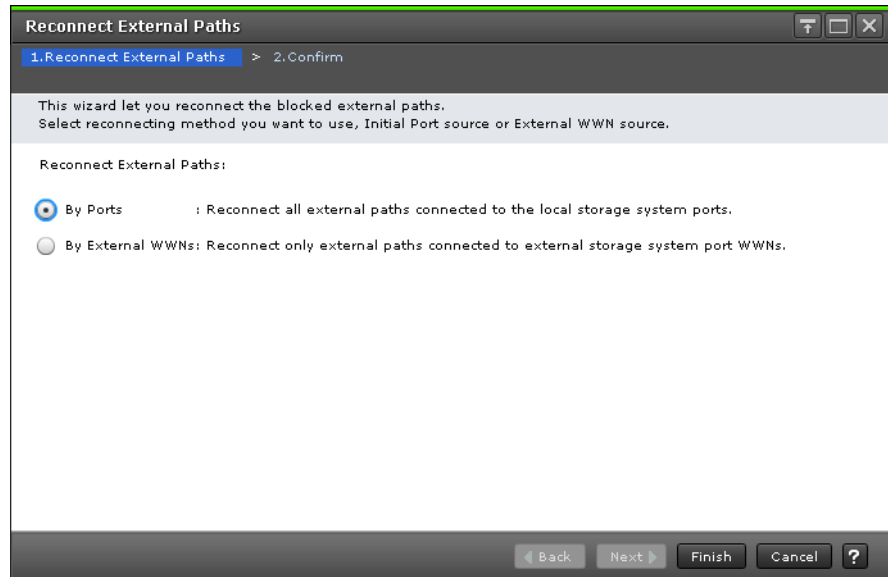 Reconnect External Paths
1.Reconnect External Paths > 2.Confirm
This wizard let you reconnect the blocked external paths.
Select reconnecting method you want to use, Initial Port source or External WWN source.
Reconnect External Paths:
By Ports : Reconnect all external paths connected to the local storage system ports.
By External WWNs: Reconnect only external paths connected to external storage system port WWNs.
Back Next Finish Cancel ?